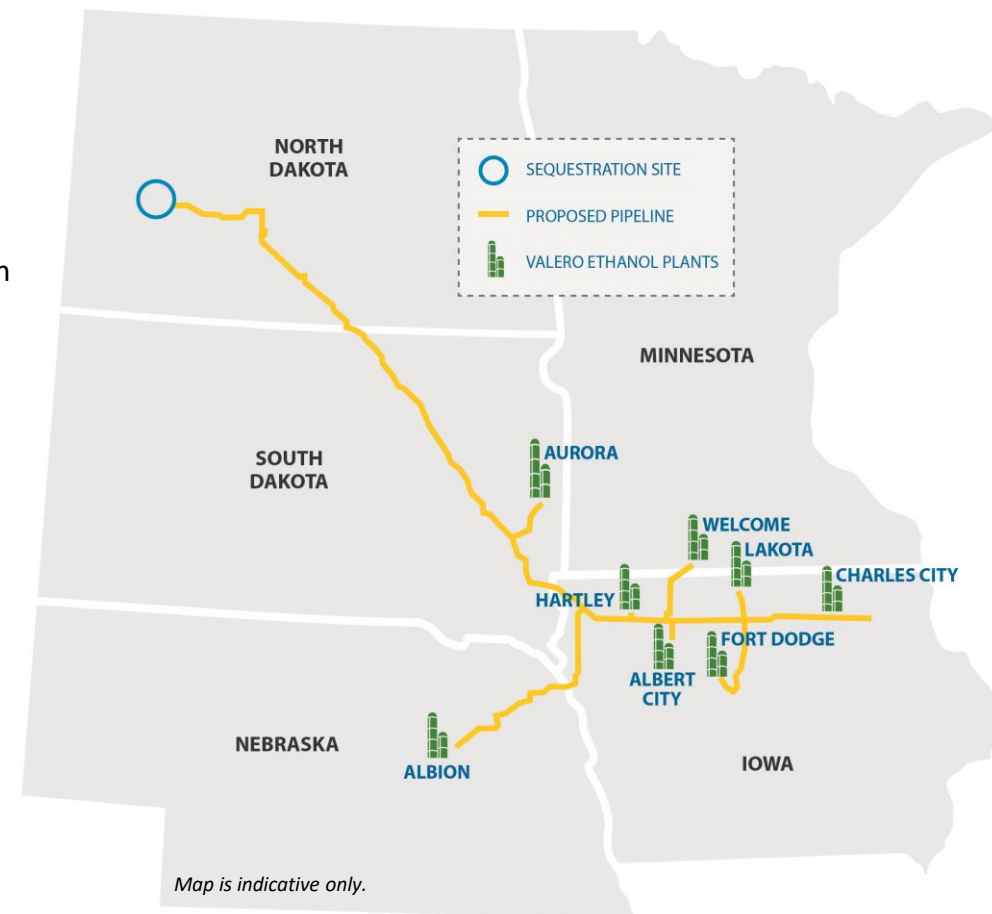 NORTH
DAKOTA
SEQUESTRATION SITE
PROPOSED PIPELINE
VALERO ETHANOL PLANTS
MINNESOTA
SOUTH
DAKOTA
AURORA
WELCOME
LAKOTA
CHARLES CITY
HARTLEY
FORT DODGE
ALBERT
CITY
NEBRASKA
ALBION
IOWA
Map is indicative only.